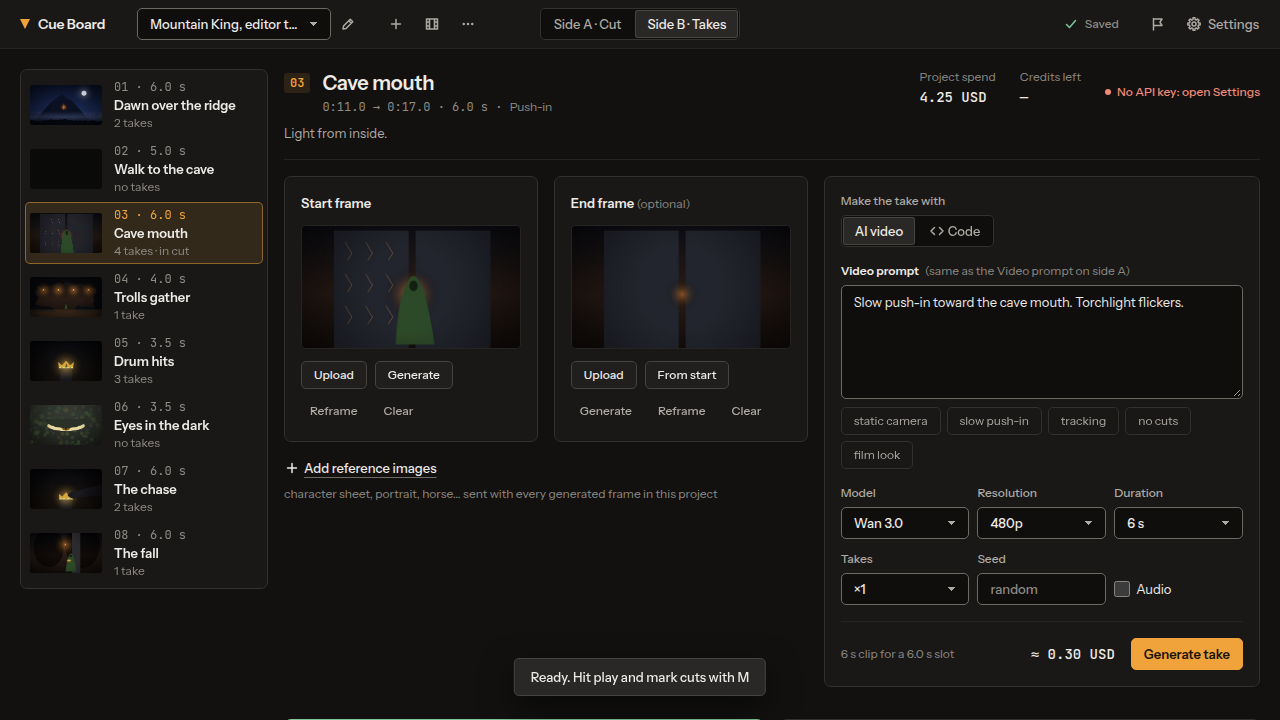 Cue Board
Mountain King, editor t...
Side A · Cut
Side B · Takes
Saved
Settings
01 · 6.0 s
Dawn over the ridge
2 takes
02 · 5.0 s
Walk to the cave
no takes
03 · 6.0 s
Cave mouth
4 takes · in cut
04 · 4.0 s
Trolls gather
1 take
05 · 3.5 s
Drum hits
3 takes
06 · 3.5 s
Eyes in the dark
no takes
07 · 6.0 s
The chase
2 takes
08 · 6.0 s
The fall
1 take
03
Cave mouth
0:11.0 → 0:17.0 · 6.0 s · Push-in
Light from inside.
Project spend
4.25 USD
Credits left
–
No API key: open Settings
Start frame
Upload
Generate
Reframe
Clear
End frame (optional)
Upload
From start
Generate
Reframe
Clear
Add reference images
character sheet, portrait, horse... sent with every generated frame in this project
Make the take with
AI video
Code
Video prompt (same as the Video prompt on side A)
Slow push-in toward the cave mouth. Torchlight flickers.
static camera
slow push-in
tracking
no cuts
film look
Model
Resolution
Duration
Wan 3.0
480p
6 s
Takes
Seed
×1
random
Audio
6 s clip for a 6.0 s slot
≈ 0.30 USD
Generate take
Ready. Hit play and mark cuts with M